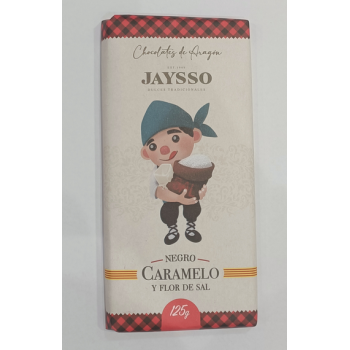 Chocolates de Aragón
JAYSSO
NEGRO
CARAMELO
Y FLOR DE SAL
125g